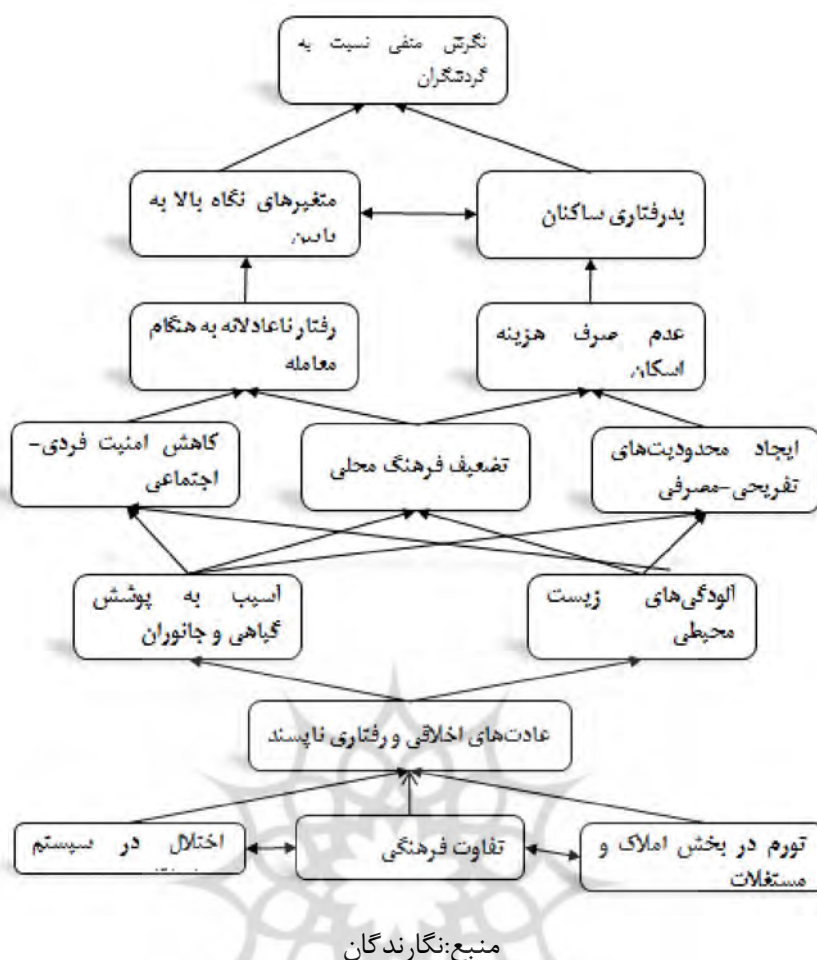 نگرش منفی نسبت به
گردشگران
متغیرهای نگاه بالا به
پایین
بدرفتاری ساکنان
رفتار ناعادلانه به هنگام
معامله
عدم صرف هزینه
اسکان
کاهش امنیت فردی-
اجتماعی
تضعیف فرهنگ محلی
ایجاد محدودیت‌های
تفریحی-مصرفی
آسیب به پوشش
گیاهی و جانوران
آلودگی‌های زیست
محیطی
عادت‌های اخلاقی و رفتاری ناپسند
اختلال در سیستم
تفاوت فرهنگی
تورم در بخش املاک و
مستغلات
منبع:نگارندگان